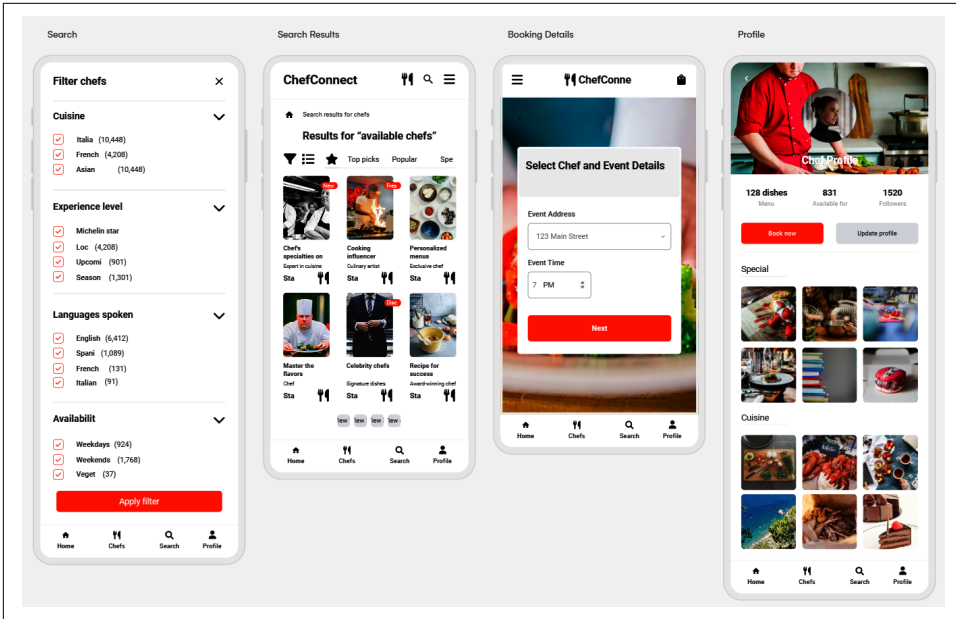 Search
Filter chefs
Cuisine
Italia (10,448)
French (4,208)
Asian (10,448)
Experience level
Michelin star
Loc (4,208)
Upcomi (901)
Season (1,301)
Languages spoken
English (6,412)
Spani (1,089)
French (131)
Italian (91)
Availabilit
Weekdays (924)
Weekends (1,768)
Veget (37)
Apply filter
Home Chefs Search Profile
Search Results
ChefConnect
Search results for chefs
Results for “available chefs”
Top picks Popular Spe
New Fres
Chef's specialties on
Expert in cuisine
Sta
Cooking influencer
Culinary artist
Sta
Personalized menus
Exclusive chef
Sta
Disc
Master the flavors
Chef
Sta
Celebrity chefs
Signature dishes
Sta
Recipe for success
Award-winning chef
Sta
Home Chefs Search Profile
Booking Details
ChefConne
Select Chef and Event Details
Event Address
123 Main Street
Event Time
7 PM
Next
Home Chefs Search Profile
Profile
Chef Profile
128 dishes 831 1520
Menu Available for Followers
Book now Update profile
Special
Cuisine
Home Chefs Search Profile